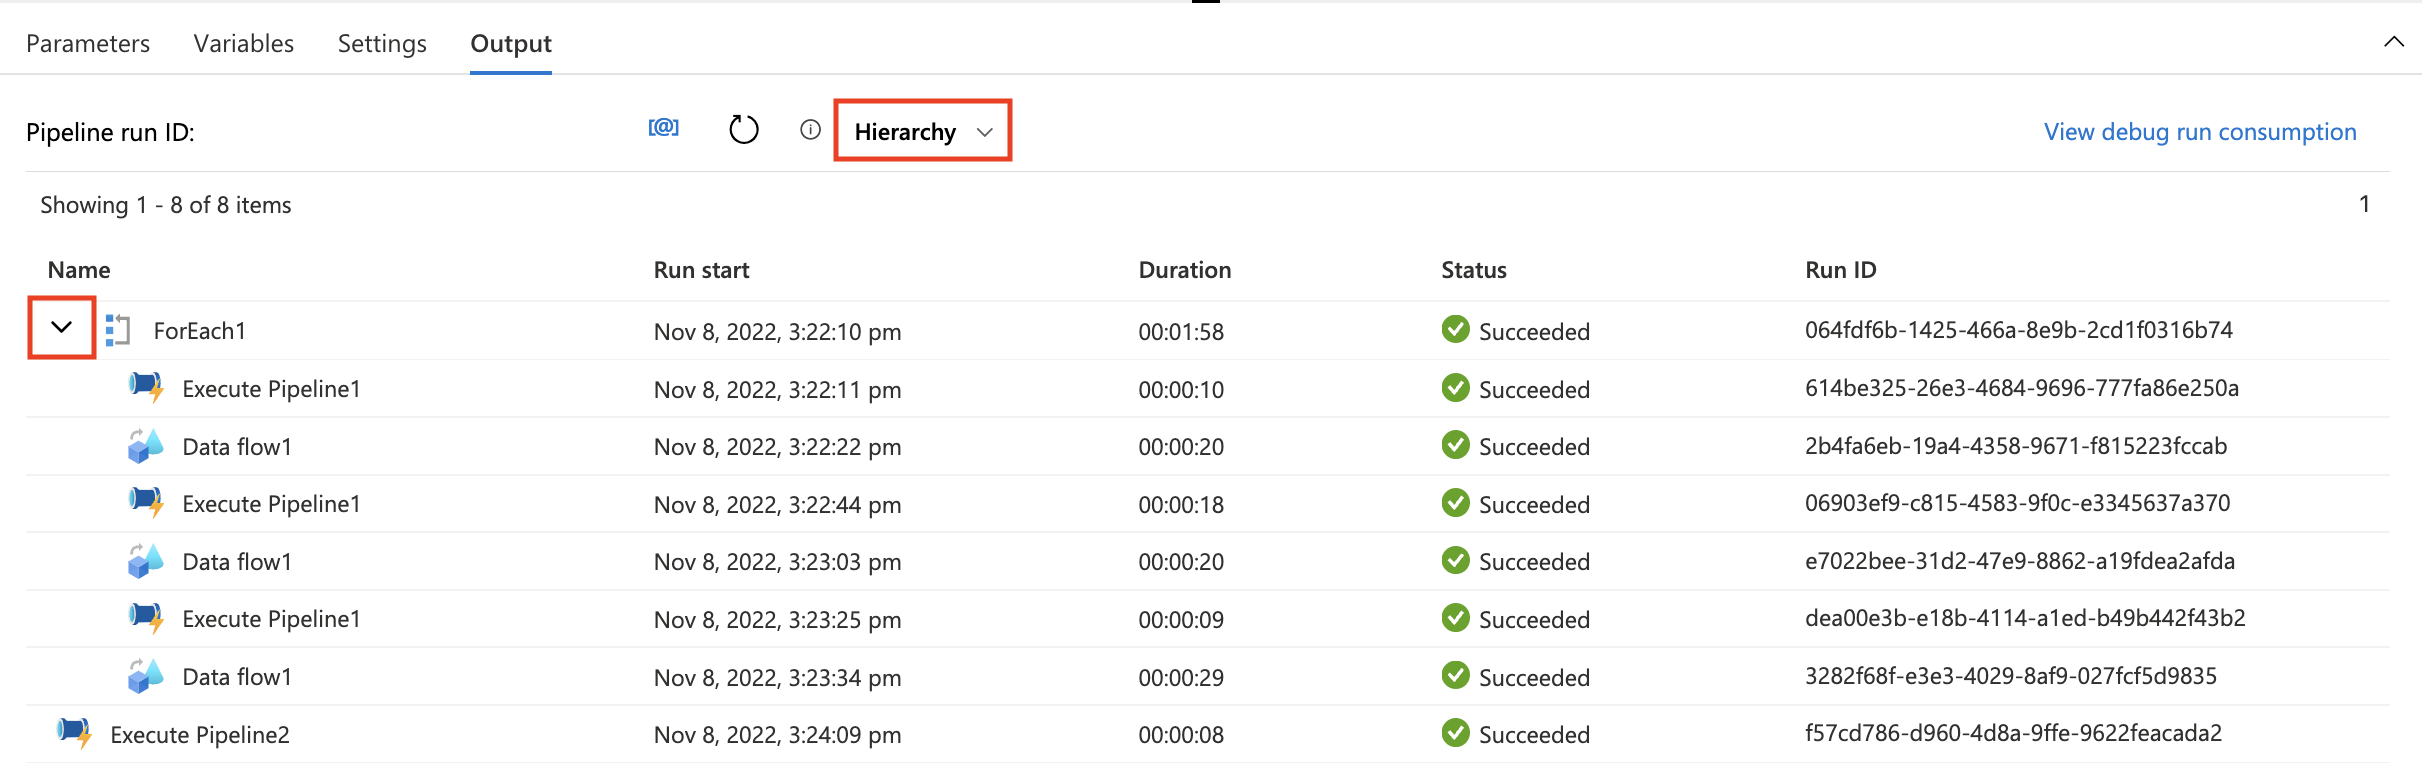 Parameters Variables Settings Output
Pipeline run ID: [@] Hierarchy View debug run consumption
Showing 1 - 8 of 8 items 1
Name Run start Duration Status Run ID
ForEach1 Nov 8, 2022, 3:22:10 pm 00:01:58 Succeeded 064fdf6b-1425-466a-8e9b-2cd1f0316b74
Execute Pipeline1 Nov 8, 2022, 3:22:11 pm 00:00:10 Succeeded 614be325-26e3-4684-9696-777fa86e250a
Data flow1 Nov 8, 2022, 3:22:22 pm 00:00:20 Succeeded 2b4fa6eb-19a4-4358-9671-f815223fccab
Execute Pipeline1 Nov 8, 2022, 3:22:44 pm 00:00:18 Succeeded 06903ef9-c815-4583-9f0c-e3345637a370
Data flow1 Nov 8, 2022, 3:23:03 pm 00:00:20 Succeeded e7022bee-31d2-47e9-8862-a19fdea2afda
Execute Pipeline1 Nov 8, 2022, 3:23:25 pm 00:00:09 Succeeded dea00e3b-e18b-4114-a1ed-b49b442f43b2
Data flow1 Nov 8, 2022, 3:23:34 pm 00:00:29 Succeeded 3282f68f-e3e3-4029-8af9-027fcf5d9835
Execute Pipeline2 Nov 8, 2022, 3:24:09 pm 00:00:08 Succeeded f57cd786-d960-4d8a-9ffe-9622feacada2